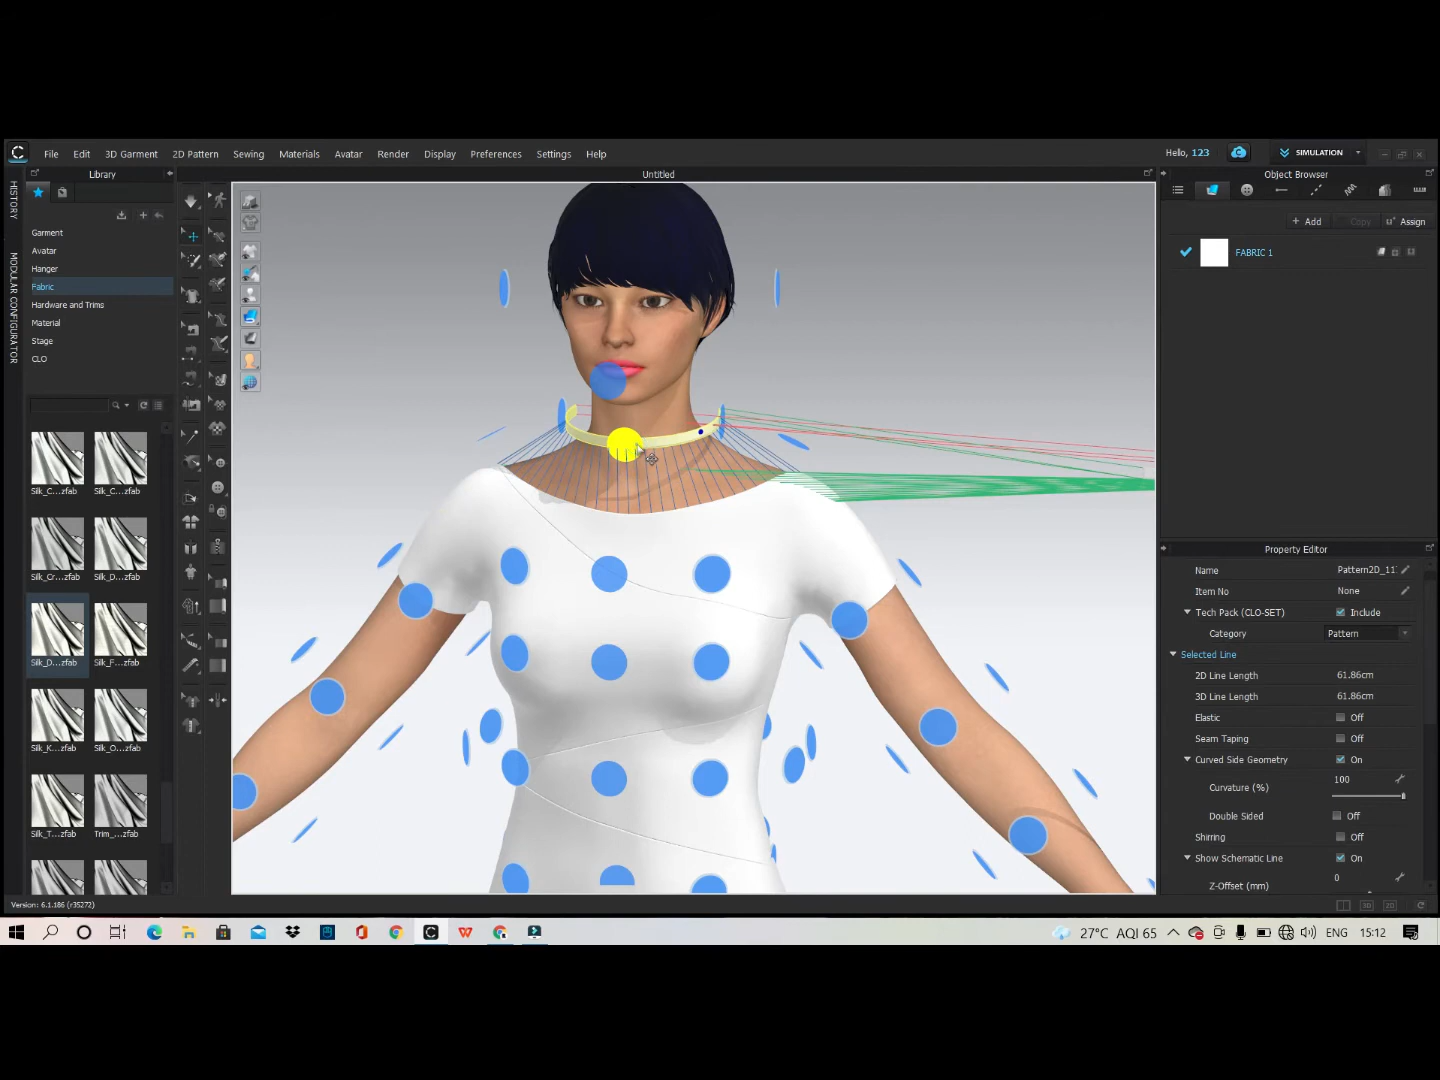 File Edit 3D Garment 2D Pattern Sewing Materials Avatar Render Display Preferences Settings Help
Hello, 123
SIMULATION
HISTORY
MODULAR CONFIGURATOR
Library
Garment
Avatar
Hanger
Fabric
Hardware and Trims
Material
Stage
CLO
Silk_C...zfab Silk_C...zfab
Silk_Cr...zfab Silk_D...zfab
Silk_D...zfab Silk_F...zfab
Silk_K...zfab Silk_O...zfab
Silk_T...zfab Trim_...zfab
Untitled
Object Browser
+ Add Copy Assign
FABRIC 1
Property Editor
Name Pattern2D_11
Item No None
Tech Pack (CLO-SET) Include
Category Pattern
Selected Line
2D Line Length 61.86cm
3D Line Length 61.86cm
Elastic Off
Seam Taping Off
Curved Side Geometry On
Curvature (%) 100
Double Sided Off
Shirring Off
Show Schematic Line On
Z-Offset (mm) 0
Version: 6.1.186 (r35272)
3D 2D
27°C AQI 65 ENG 15:12